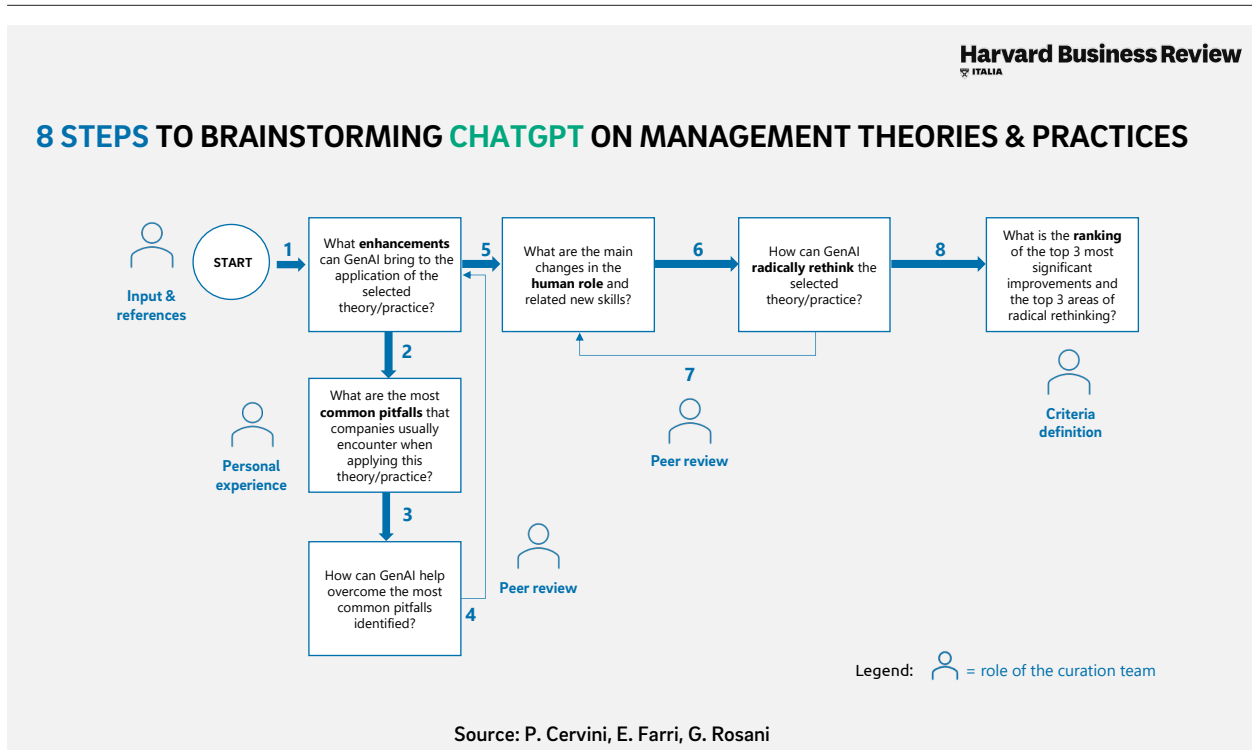 Harvard Business Review
ITALIA
8 STEPS TO BRAINSTORMING CHATGPT ON MANAGEMENT THEORIES & PRACTICES
Input &
references
START
1
What enhancements
can GenAI bring to the
application of the
selected
theory/practice?
5
What are the main
changes in the
human role and
related new skills?
6
How can GenAI
radically rethink the
selected
theory/practice?
8
What is the ranking
of the top 3 most
significant
improvements and
the top 3 areas of
radical rethinking?
2
7
Peer review
Criteria
definition
Personal
experience
What are the most
common pitfalls that
companies usually
encounter when
applying this
theory/practice?
3
How can GenAI help
overcome the most
common pitfalls
identified?
4
Peer review
Legend:
= role of the curation team
Source: P. Cervini, E. Farri, G. Rosani